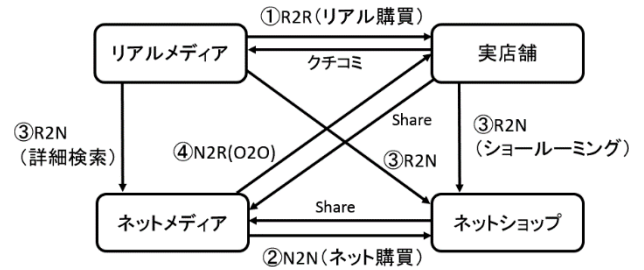 ①R2R(リアル購買)
リアルメディア
実店舗
クチコミ
③R2N
(詳細検索)
Share
③R2N
(ショールーミング)
④N2R(O2O)
③R2N
ネットメディア
Share
ネットショップ
②N2N(ネット購買)